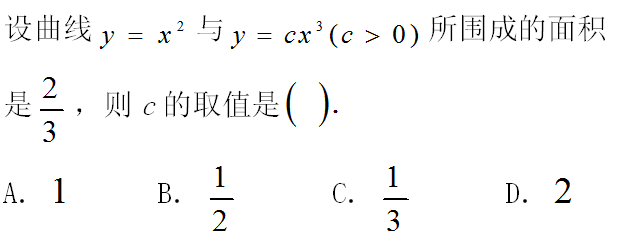 设曲线 y = x² 与 y = cx³ (c > 0) 所围成的面积
是 2/3 ，则 c 的取值是( ).
A. 1 B. 1/2 C. 1/3 D. 2